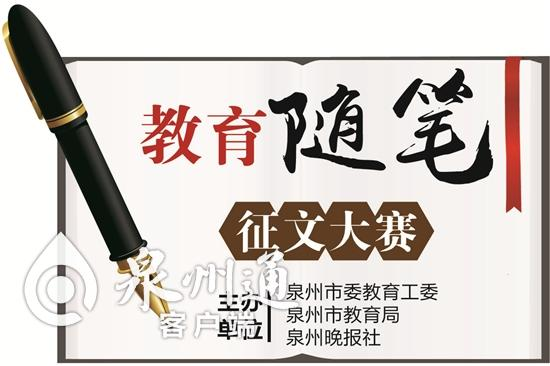 教育随笔
征文大赛
主办单位
泉州市委教育工委
泉州市教育局
泉州晚报社
泉州通
客户端